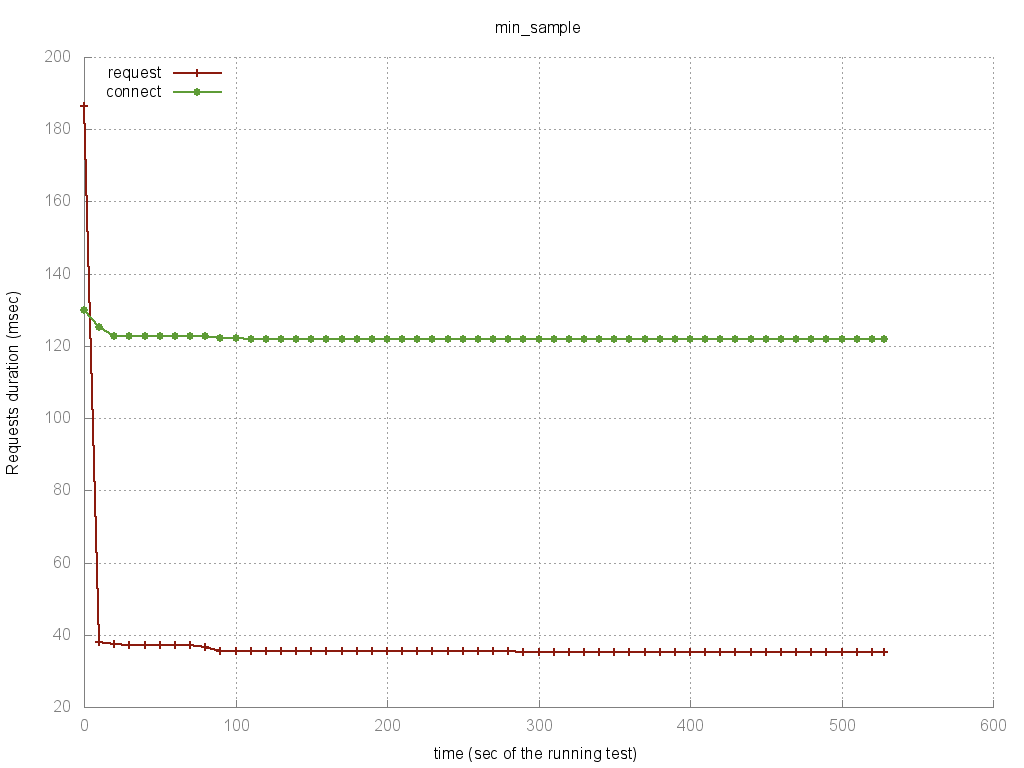 min_sample
200
request
connect
180
160
140
120
100
80
60
40
20
0 100 200 300 400 500 600
Requests duration (msec)
time (sec of the running test)